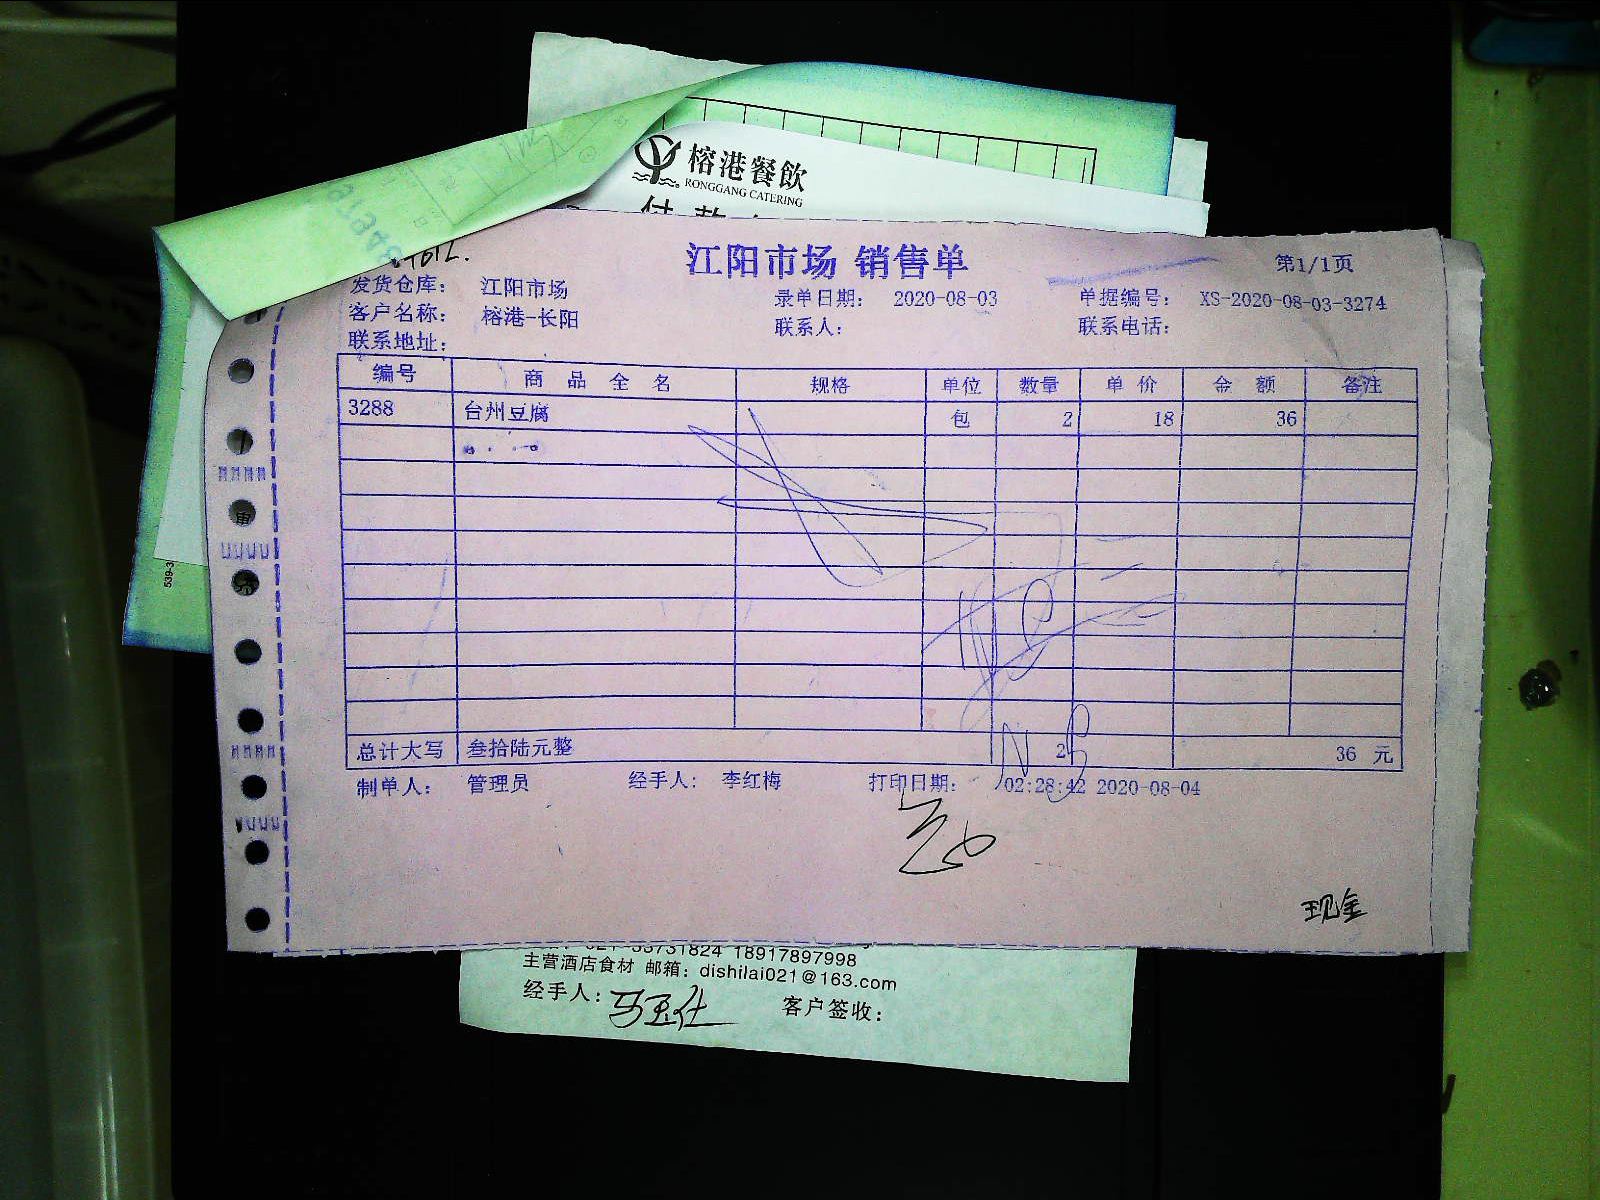 榕港餐飲
RONGGANG CATERING
江阳市场 销售单
第1/1页
发货仓库： 江阳市场 录单日期： 2020-08-03 单据编号： XS-2020-08-03-3274
客户名称： 榕港-长阳 联系人： 联系电话：
联系地址：
编号 商品全名 规格 单位 数量 单价 金额 备注
3288 台州豆腐 包 2 18 36
总计大写 叁拾陆元整 2 36 元
制单人： 管理员 经手人： 李红梅 打印日期： 02:28:42 2020-08-04
现金
18917897998
主营酒店食材 邮箱：dishilai021@163.com
经手人： 客户签收：